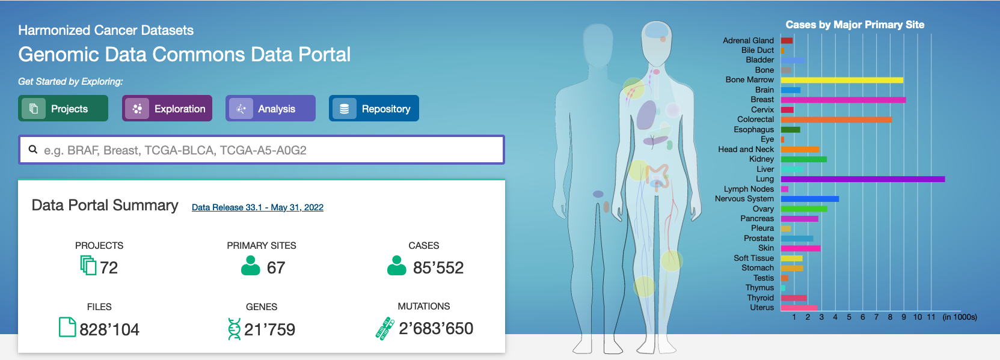 Harmonized Cancer Datasets
Genomic Data Commons Data Portal
Get Started by Exploring:
Projects
Exploration
Analysis
Repository
e.g. BRAF, Breast, TCGA-BLCA, TCGA-A5-A0G2
Data Portal Summary Data Release 33.1 - May 31, 2022
PROJECTS
72
PRIMARY SITES
67
CASES
85’552
FILES
828’104
GENES
21’759
MUTATIONS
2’683’650
Cases by Major Primary Site
Adrenal Gland
Bile Duct
Bladder
Bone
Bone Marrow
Brain
Breast
Cervix
Colorectal
Esophagus
Eye
Head and Neck
Kidney
Liver
Lung
Lymph Nodes
Nervous System
Ovary
Pancreas
Pleura
Prostate
Skin
Soft Tissue
Stomach
Testis
Thymus
Thyroid
Uterus
1 2 3 4 5 6 7 8 9 10 11 (in 1000s)